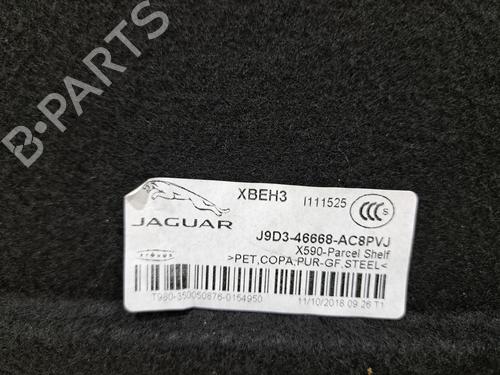 B-PARTS
XBEH3 I111525
CCC S
JAGUAR
J9D3-46668-AC8PVJ
X590-Parcel Shelf
>PET,COPA,PUR-GF,STEEL<
T980-350050876-0154950 11/10/2018 09:26 T1